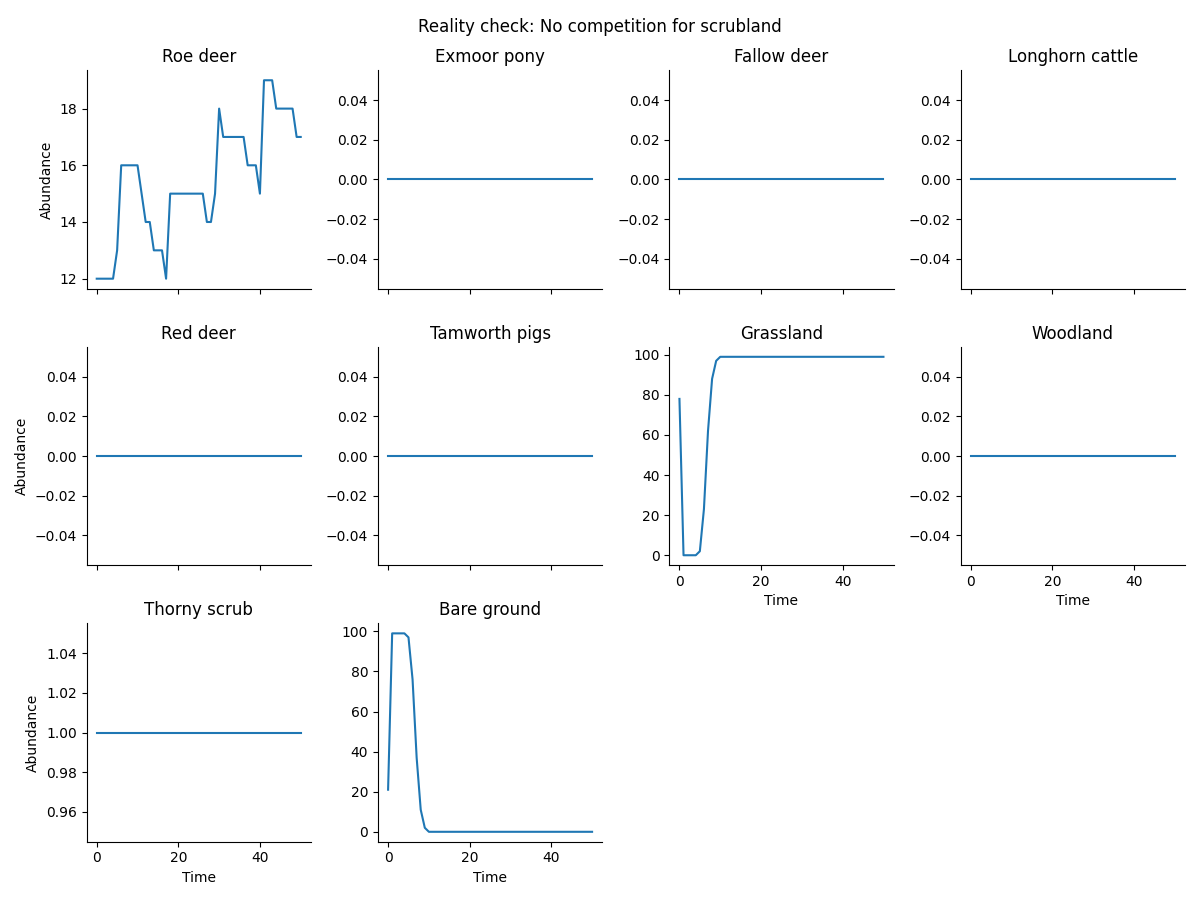 Reality check: No competition for scrubland
Roe deer
Exmoor pony
Fallow deer
Longhorn cattle
Abundance
18
16
14
12
0.04
0.02
0.00
−0.02
−0.04
0.04
0.02
0.00
−0.02
−0.04
0.04
0.02
0.00
−0.02
−0.04
Red deer
Tamworth pigs
Grassland
Woodland
Abundance
0.04
0.02
0.00
−0.02
−0.04
0.04
0.02
0.00
−0.02
−0.04
100
80
60
40
20
0
0 20 40
Time
0.04
0.02
0.00
−0.02
−0.04
0 20 40
Time
Thorny scrub
Bare ground
Abundance
1.04
1.02
1.00
0.98
0.96
0 20 40
Time
100
80
60
40
20
0
0 20 40
Time